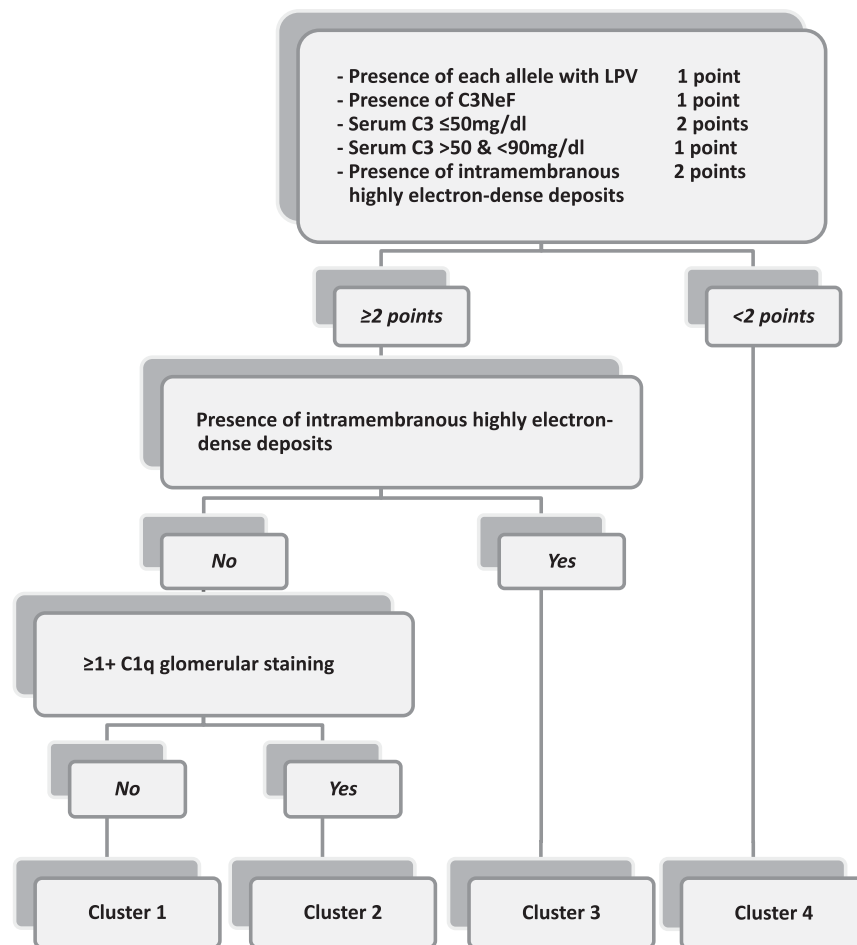 - Presence of each allele with LPV 1 point
- Presence of C3NeF 1 point
- Serum C3 ≤50mg/dl 2 points
- Serum C3 >50 & <90mg/dl 1 point
- Presence of intramembranous 2 points
highly electron-dense deposits
≥2 points
<2 points
Presence of intramembranous highly electron-
dense deposits
No
Yes
≥1+ C1q glomerular staining
No
Yes
Cluster 1
Cluster 2
Cluster 3
Cluster 4